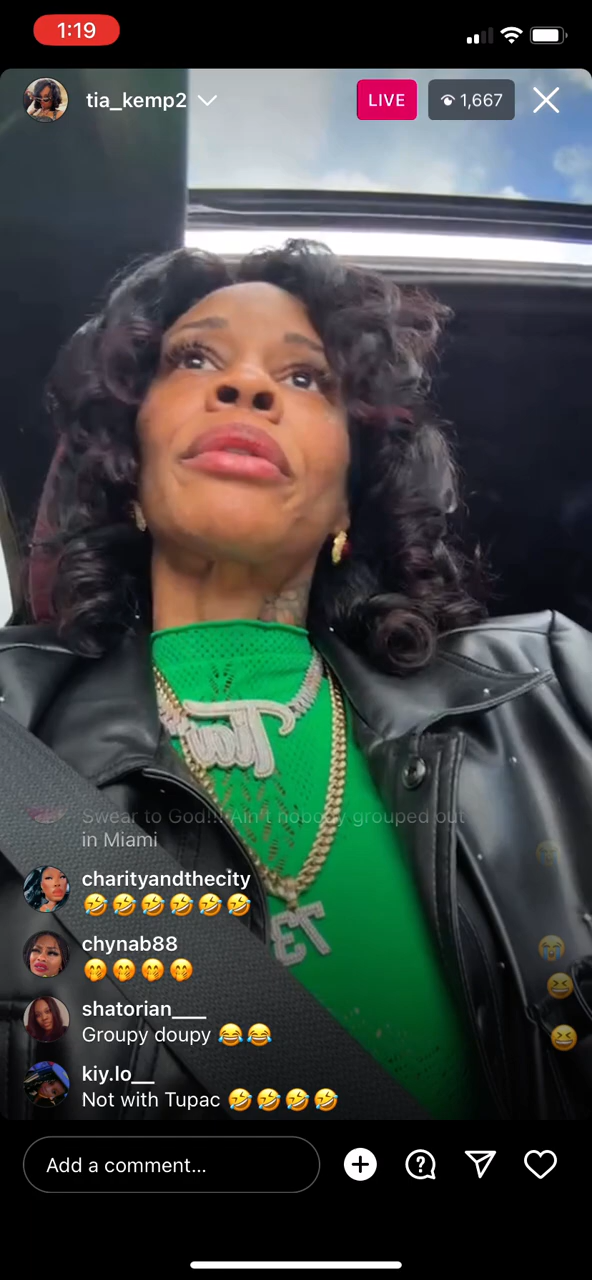 1:19
tia_kemp2
LIVE
1,667
Swear to God!!! Ain't nobody grouped out
in Miami
charityandthecity
🤣🤣🤣🤣🤣🤣
chynab88
🤭🤭🤭🤭
shatorian___
Groupy doupy 😂😂
kiy.lo__
Not with Tupac 🤣🤣🤣🤣
Add a comment...